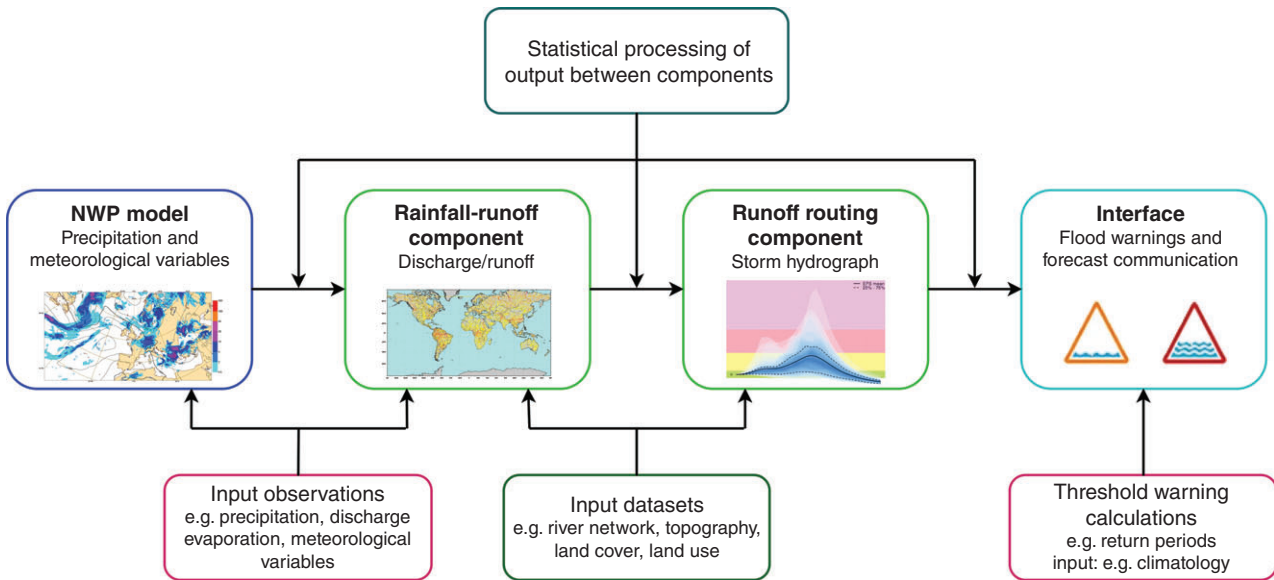 Statistical processing of
output between components
NWP model
Precipitation and
meteorological variables
Rainfall-runoff
component
Discharge/runoff
Runoff routing
component
Storm hydrograph
Interface
Flood warnings and
forecast communication
Input observations
e.g. precipitation, discharge
evaporation, meteorological
variables
Input datasets
e.g. river network, topography,
land cover, land use
Threshold warning
calculations
e.g. return periods
input: e.g. climatology